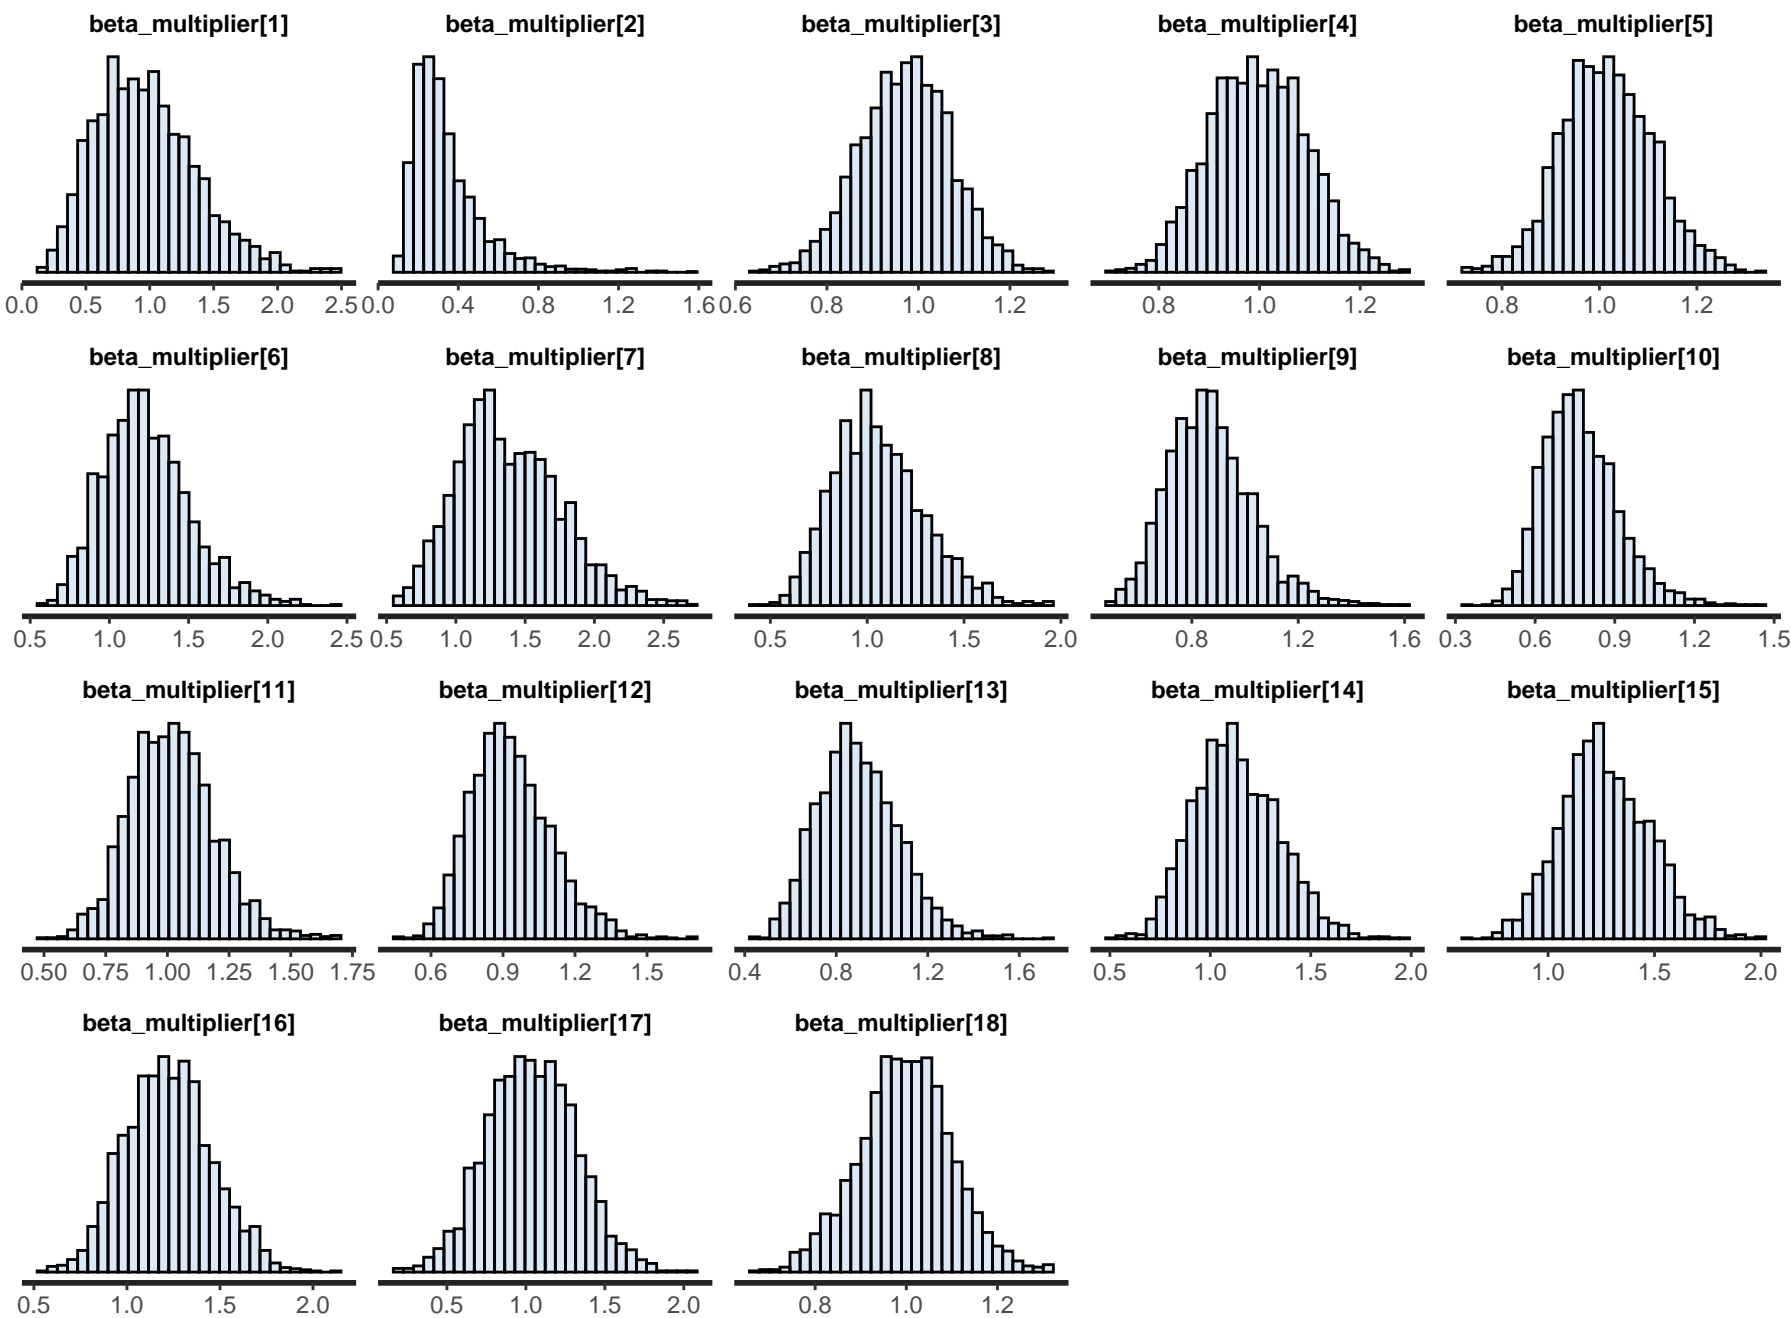 beta_multiplier[1] beta_multiplier[2] beta_multiplier[3] beta_multiplier[4] beta_multiplier[5]
0.0 0.5 1.0 1.5 2.0 2.5 0.0 0.4 0.8 1.2 1.6 0.6 0.8 1.0 1.2 0.8 1.0 1.2 0.8 1.0 1.2
beta_multiplier[6] beta_multiplier[7] beta_multiplier[8] beta_multiplier[9] beta_multiplier[10]
0.5 1.0 1.5 2.0 2.5 0.5 1.0 1.5 2.0 2.5 0.5 1.0 1.5 2.0 0.8 1.2 1.6 0.3 0.6 0.9 1.2 1.5
beta_multiplier[11] beta_multiplier[12] beta_multiplier[13] beta_multiplier[14] beta_multiplier[15]
0.50 0.75 1.00 1.25 1.50 1.75 0.6 0.9 1.2 1.5 0.4 0.8 1.2 1.6 0.5 1.0 1.5 2.0 1.0 1.5 2.0
beta_multiplier[16] beta_multiplier[17] beta_multiplier[18]
0.5 1.0 1.5 2.0 0.5 1.0 1.5 2.0 0.8 1.0 1.2